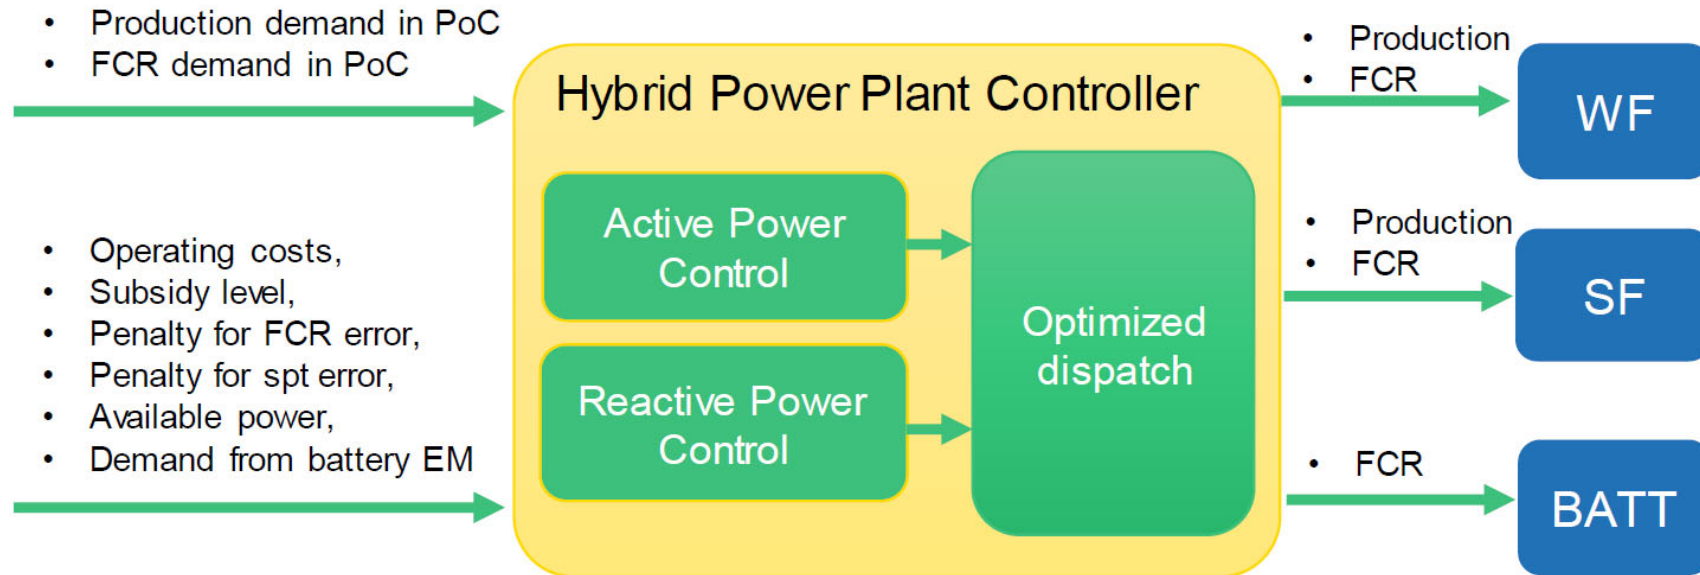 • Production demand in PoC
• FCR demand in PoC
• Operating costs,
• Subsidy level,
• Penalty for FCR error,
• Penalty for spt error,
• Available power,
• Demand from battery EM
Hybrid Power Plant Controller
Active Power
Control
Reactive Power
Control
Optimized
dispatch
• Production
• FCR
WF
• Production
• FCR
SF
• FCR
BATT